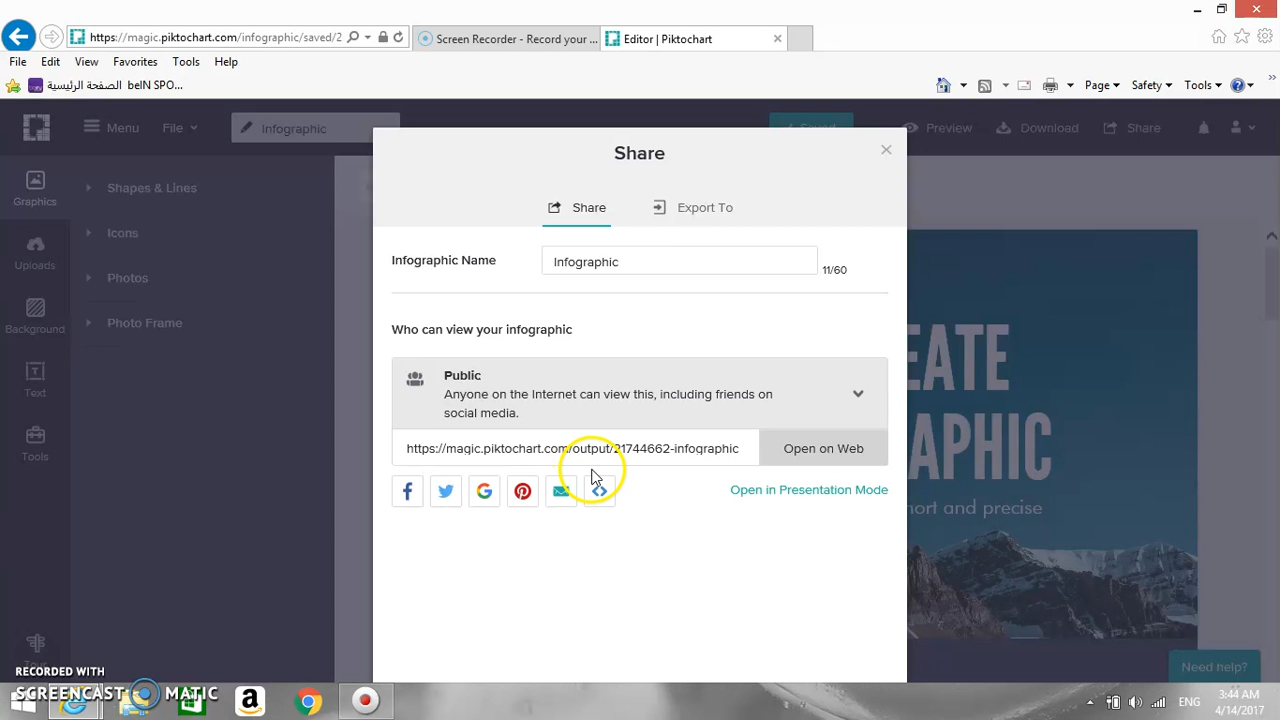 https://magic.piktochart.com/infographic/saved/2
Screen Recorder - Record your ...
Editor | Piktochart
File Edit View Favorites Tools Help
الصفحة الرئيسية beIN SPO...
Page Safety Tools
Menu File Infographic Saved Preview Download Share
Share
Graphics
Uploads
Background
Text
Tools
Tour
Shapes & Lines
Icons
Photos
Photo Frame
Share Export To
Infographic Name Infographic 11/60
Who can view your infographic
Public
Anyone on the Internet can view this, including friends on
social media.
https://magic.piktochart.com/output/21744662-infographic Open on Web
Open in Presentation Mode
EATE
GRAPHIC
ort and precise
Need help?
RECORDED WITH
SCREENCAST MATIC
ENG
3:44 AM
4/14/2017